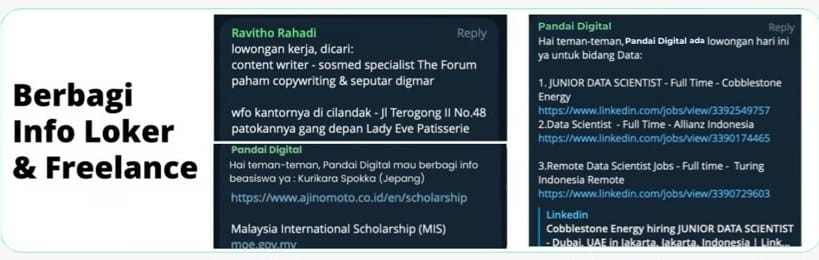 Berbagi
Info Loker
& Freelance
Ravitho Rahadi
Reply
lowongan kerja, dicari:
content writer - sosmed specialist The Forum
paham copywriting & seputar digmar
wfo kantornya di cilandak - Jl Terogong II No.48
patokannya gang depan Lady Eve Patisserie
Pandai Digital
Hai teman-teman, Pandai Digital mau berbagi info
beasiswa ya : Kurikara Spokka (Jepang)
https://www.ajinomoto.co.id/en/scholarship
Malaysia International Scholarship (MIS)
moe.gov.my
Pandai Digital
Reply
Hai teman-teman, Pandai Digital ada lowongan hari ini
ya untuk bidang Data:
1. JUNIOR DATA SCIENTIST - Full Time - Cobblestone
Energy
https://www.linkedin.com/jobs/view/3392549757
2.Data Scientist - Full Time - Allianz Indonesia
https://www.linkedin.com/jobs/view/3390174465
3.Remote Data Scientist Jobs - Full time - Turing
Indonesia Remote
https://www.linkedin.com/jobs/view/3390729603
Linkedin
Cobblestone Energy hiring JUNIOR DATA SCIENTIST
- Dubai, UAE in Jakarta, Jakarta, Indonesia | Link...